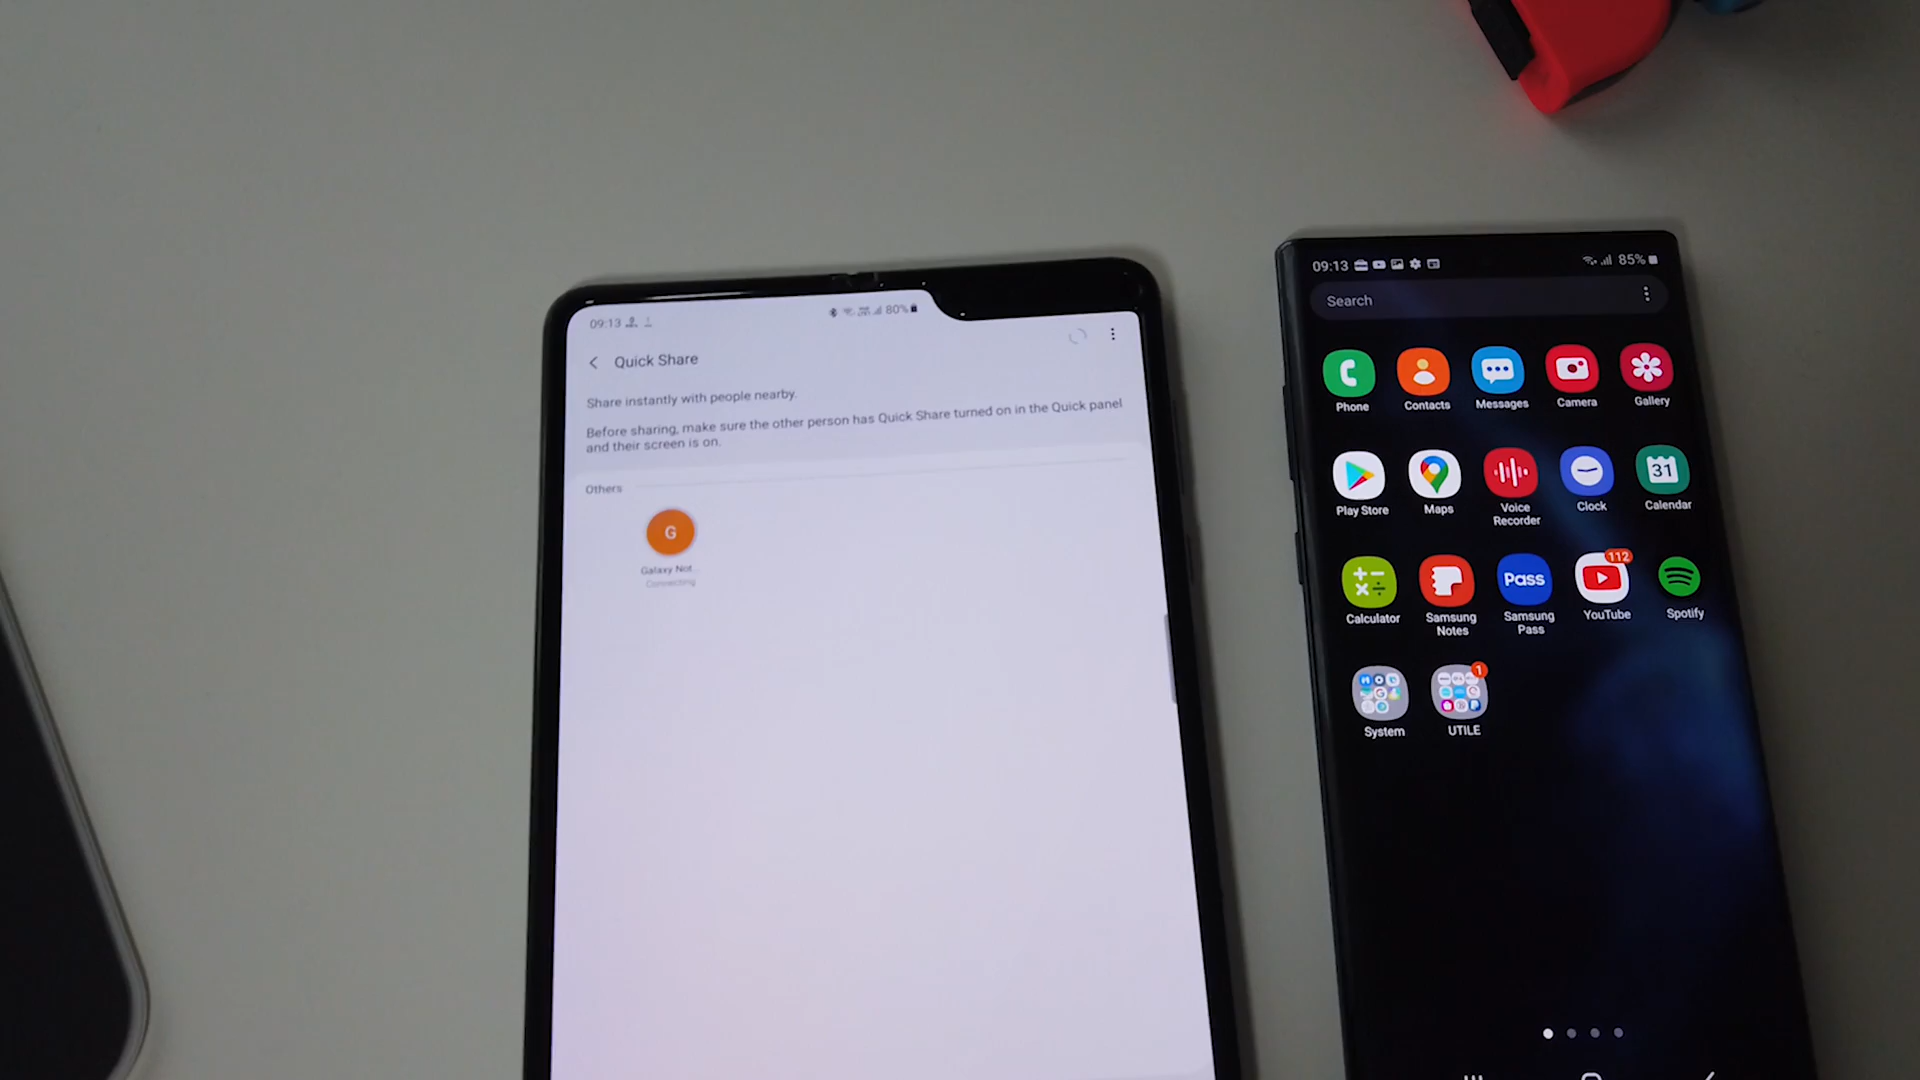 09:13
80%
Quick Share
Share instantly with people nearby.
Before sharing, make sure the other person has Quick Share turned on in the Quick panel
and their screen is on.
Others
G
Galaxy Not...
Connecting
09:13
85%
Search
Phone
Contacts
Messages
Camera
Gallery
31
Play Store
Maps
Voice
Recorder
Clock
Calendar
Pass
112
Calculator
Samsung
Notes
Samsung
Pass
YouTube
Spotify
1
System
UTILE